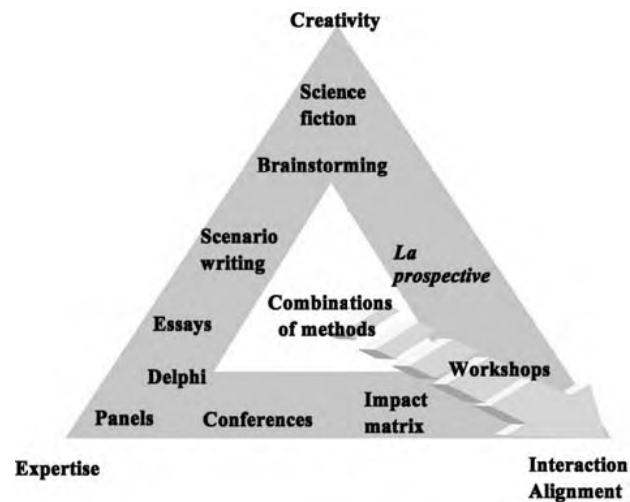 Creativity
Science
fiction
Brainstorming
Scenario
writing
La
prospective
Combinations
of methods
Essays
Workshops
Delphi
Impact
matrix
Panels
Conferences
Expertise
Interaction
Alignment